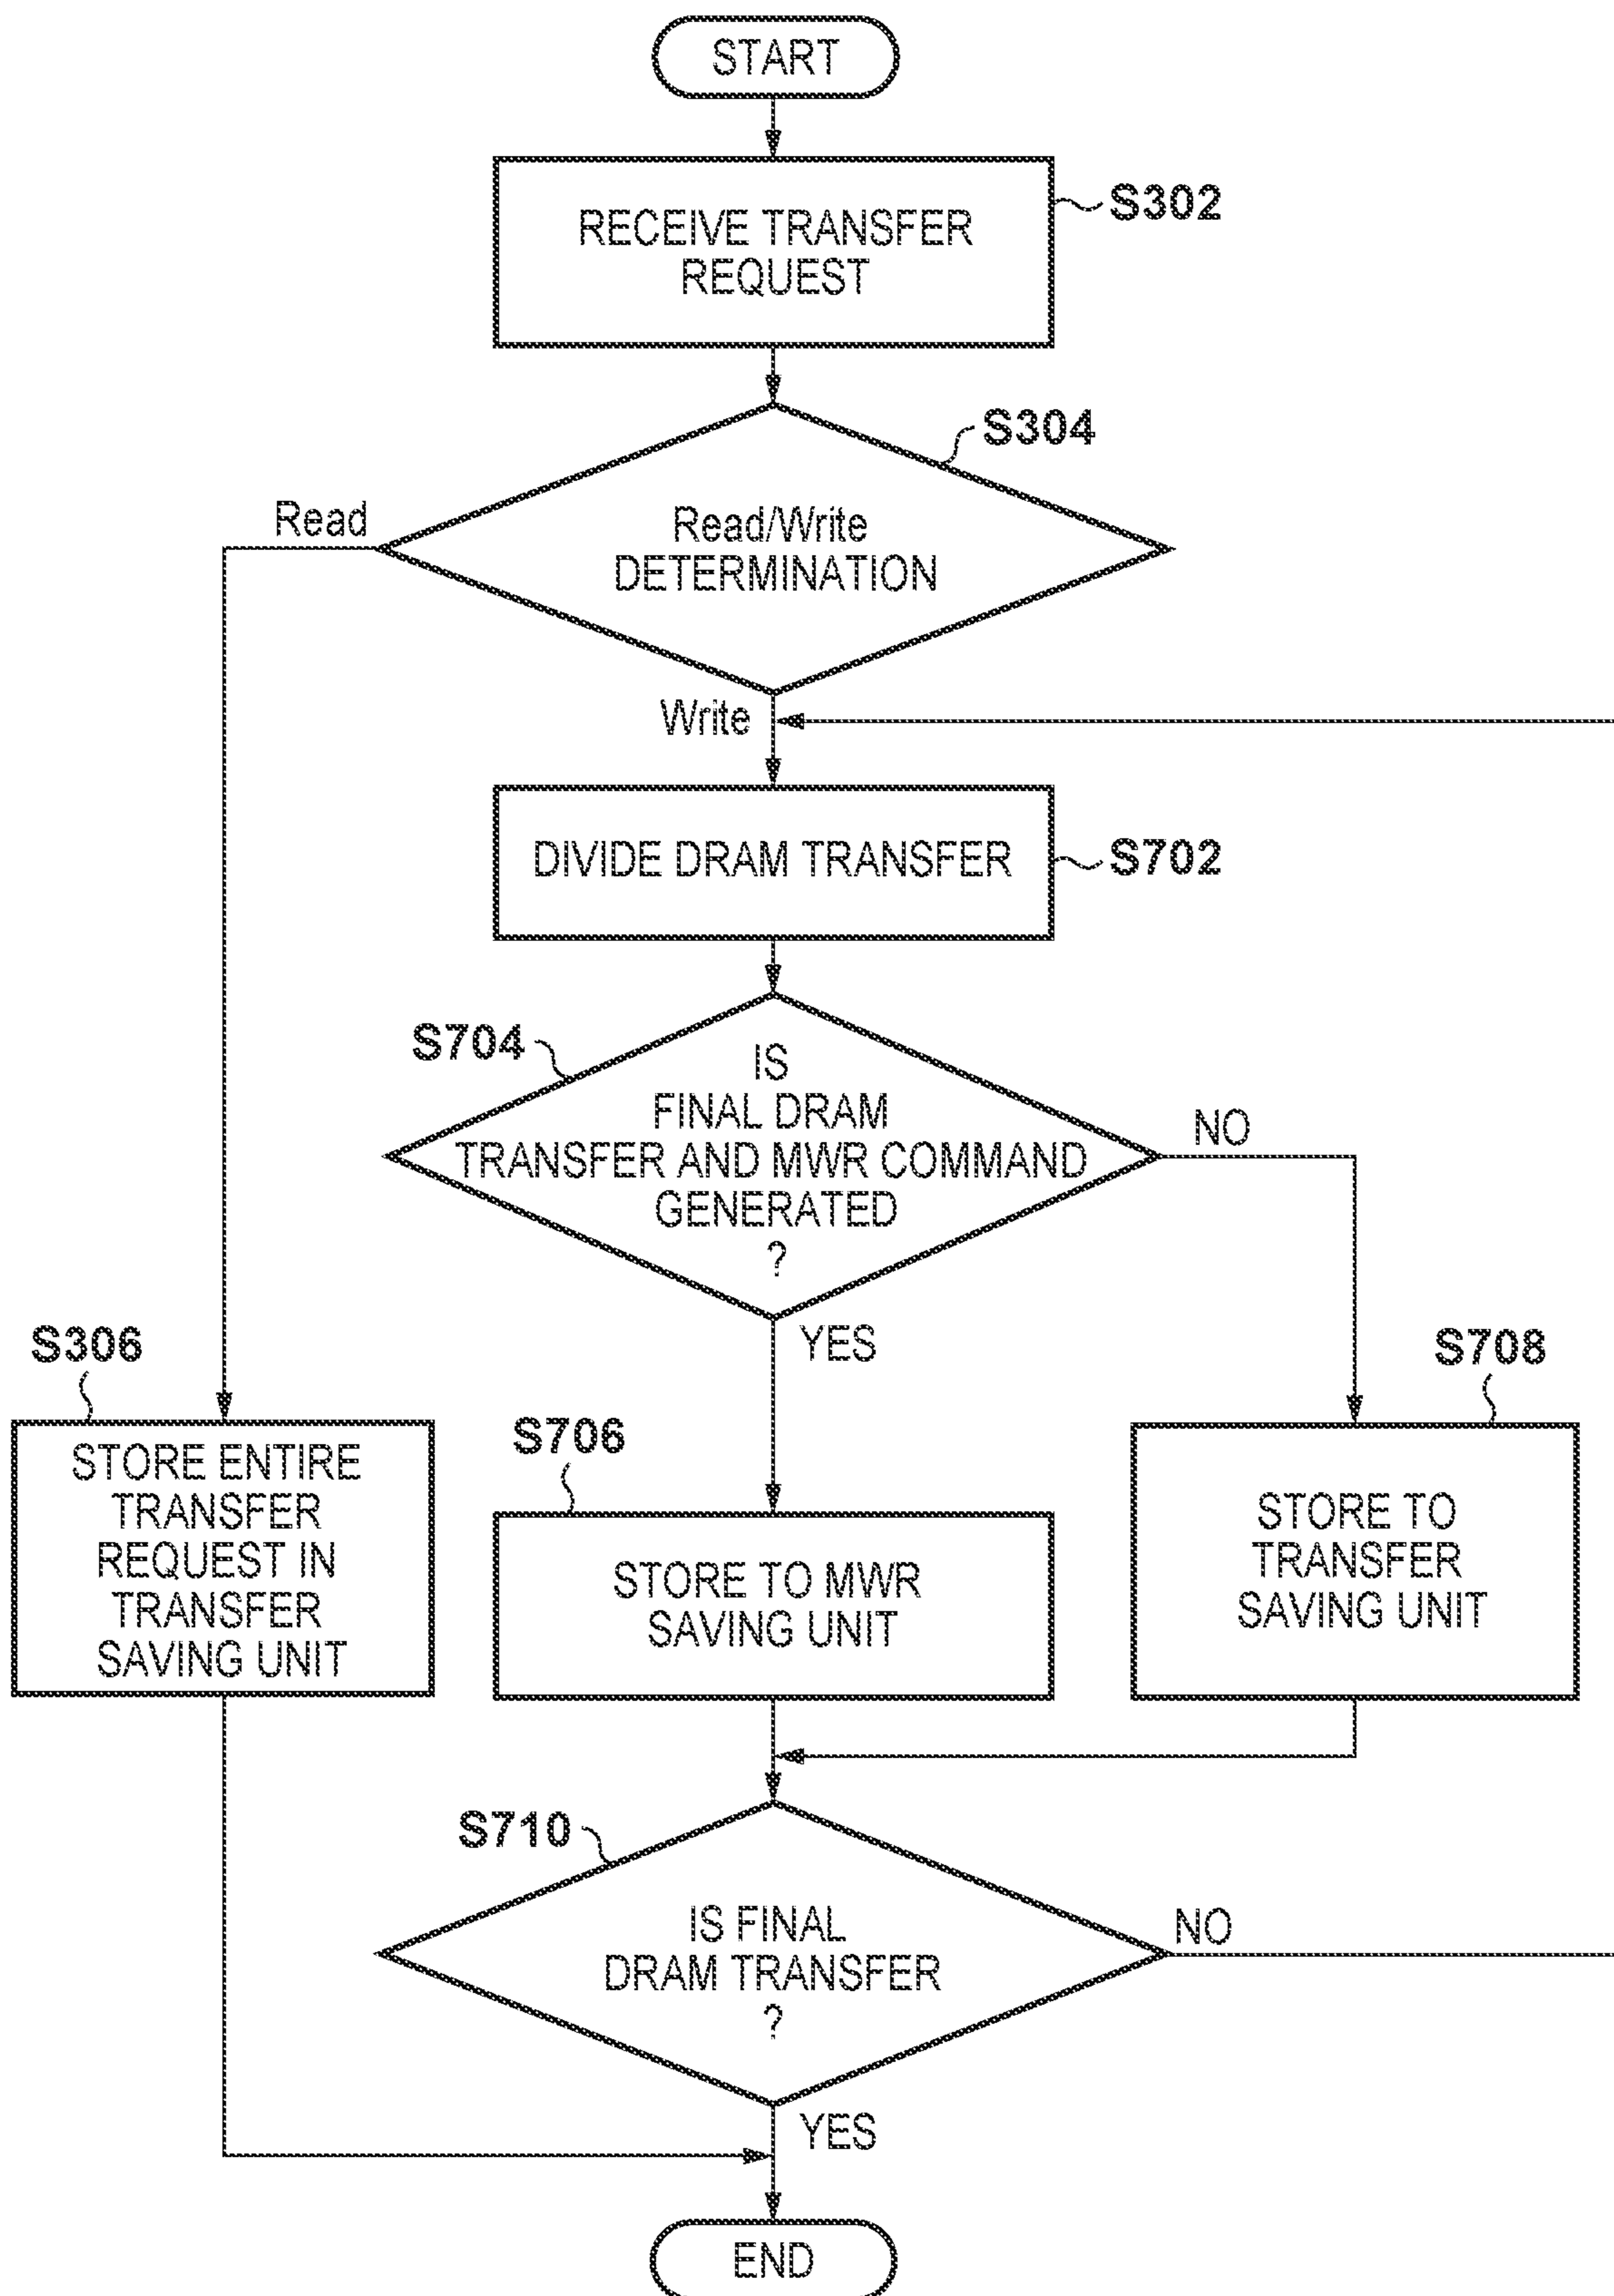 START
RECEIVE TRANSFER
REQUEST
S302
S304
Read
Read/Write
DETERMINATION
Write
DIVIDE DRAM TRANSFER
S702
S704
IS
FINAL DRAM
TRANSFER AND MWR COMMAND
GENERATED
?
NO
YES
S306
STORE ENTIRE
TRANSFER
REQUEST IN
TRANSFER
SAVING UNIT
S706
STORE TO MWR
SAVING UNIT
S708
STORE TO
TRANSFER
SAVING UNIT
S710
IS FINAL
DRAM TRANSFER
?
NO
YES
END